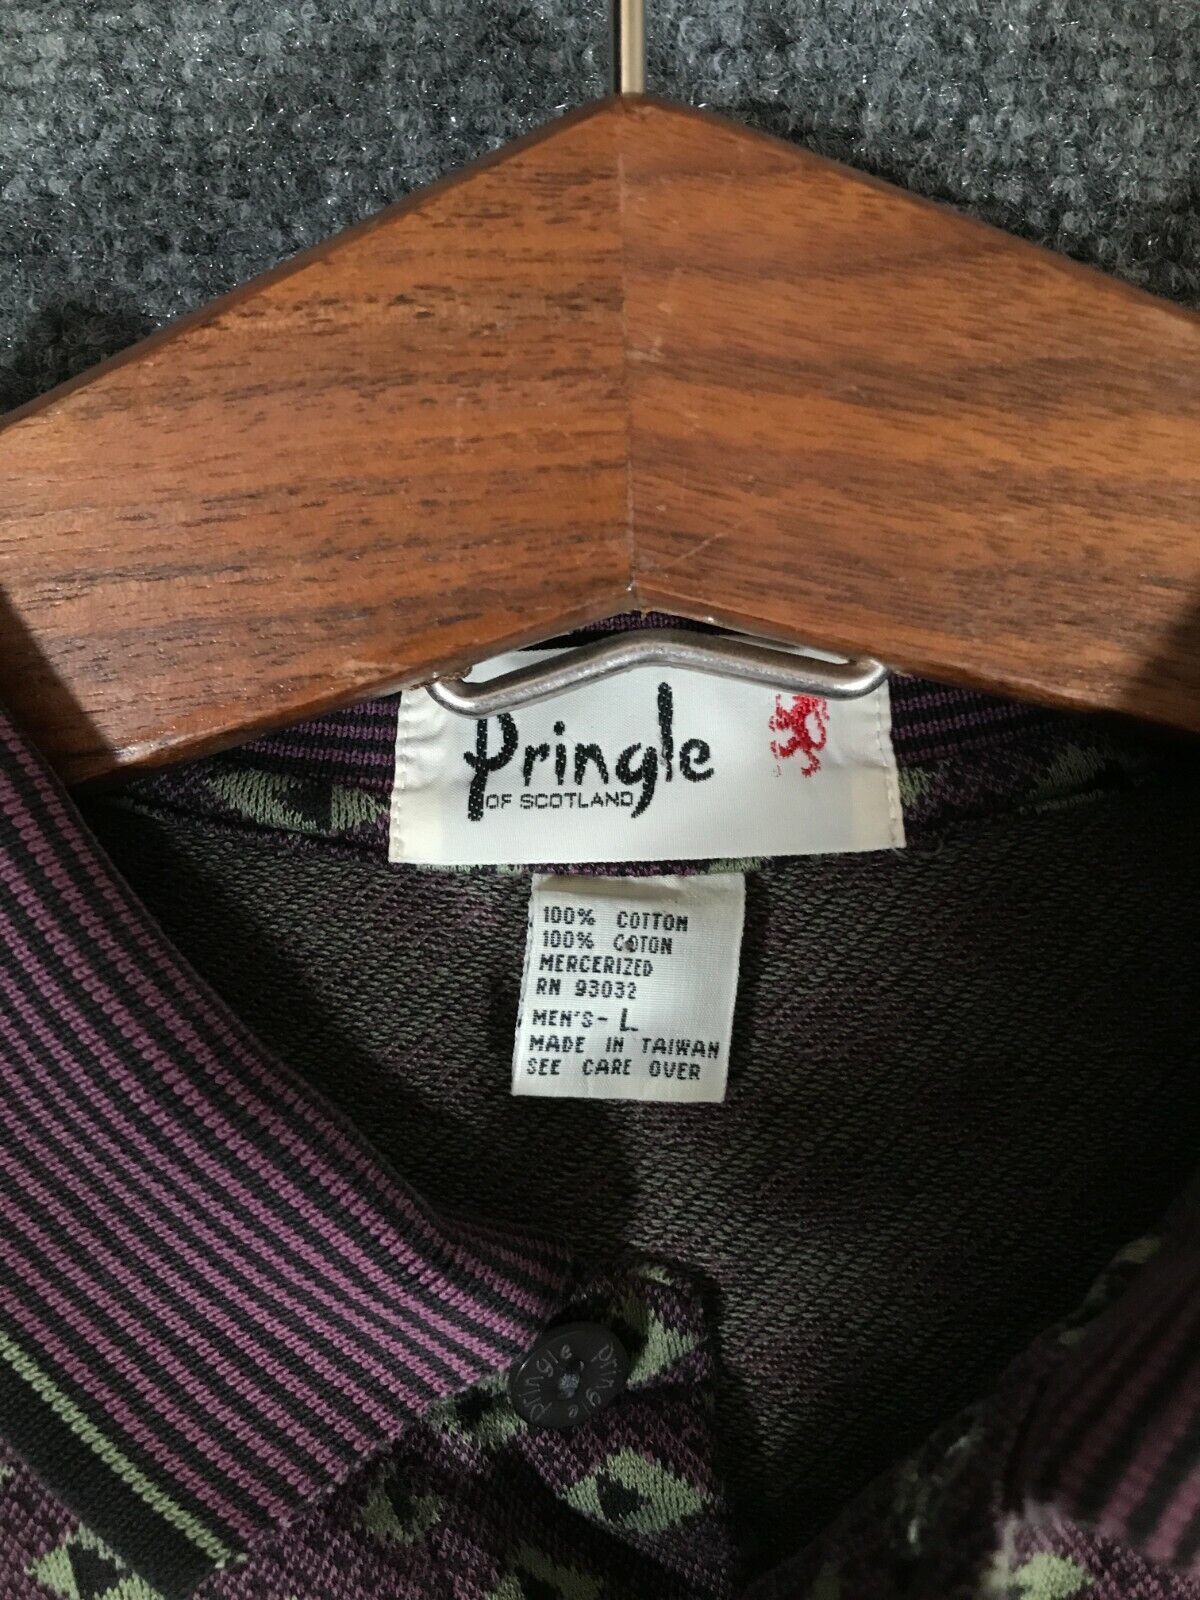 Pringle
OF SCOTLAND
100% COTTON
100% COTON
MERCERIZED
RN 93032
MEN'S- L
MADE IN TAIWAN
SEE CARE OVER
pringle pringle